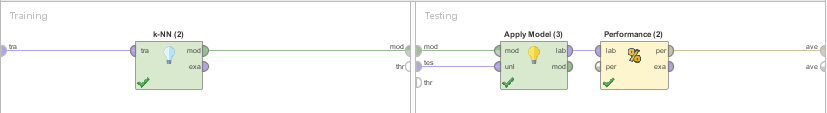 Training
k-NN (2)
tra
tra
mod
exa
mod
thr
Testing
Apply Model (3)
Performance (2)
mod
tes
thr
mod
unl
lab
mod
lab
per
per
exa
ave
ave